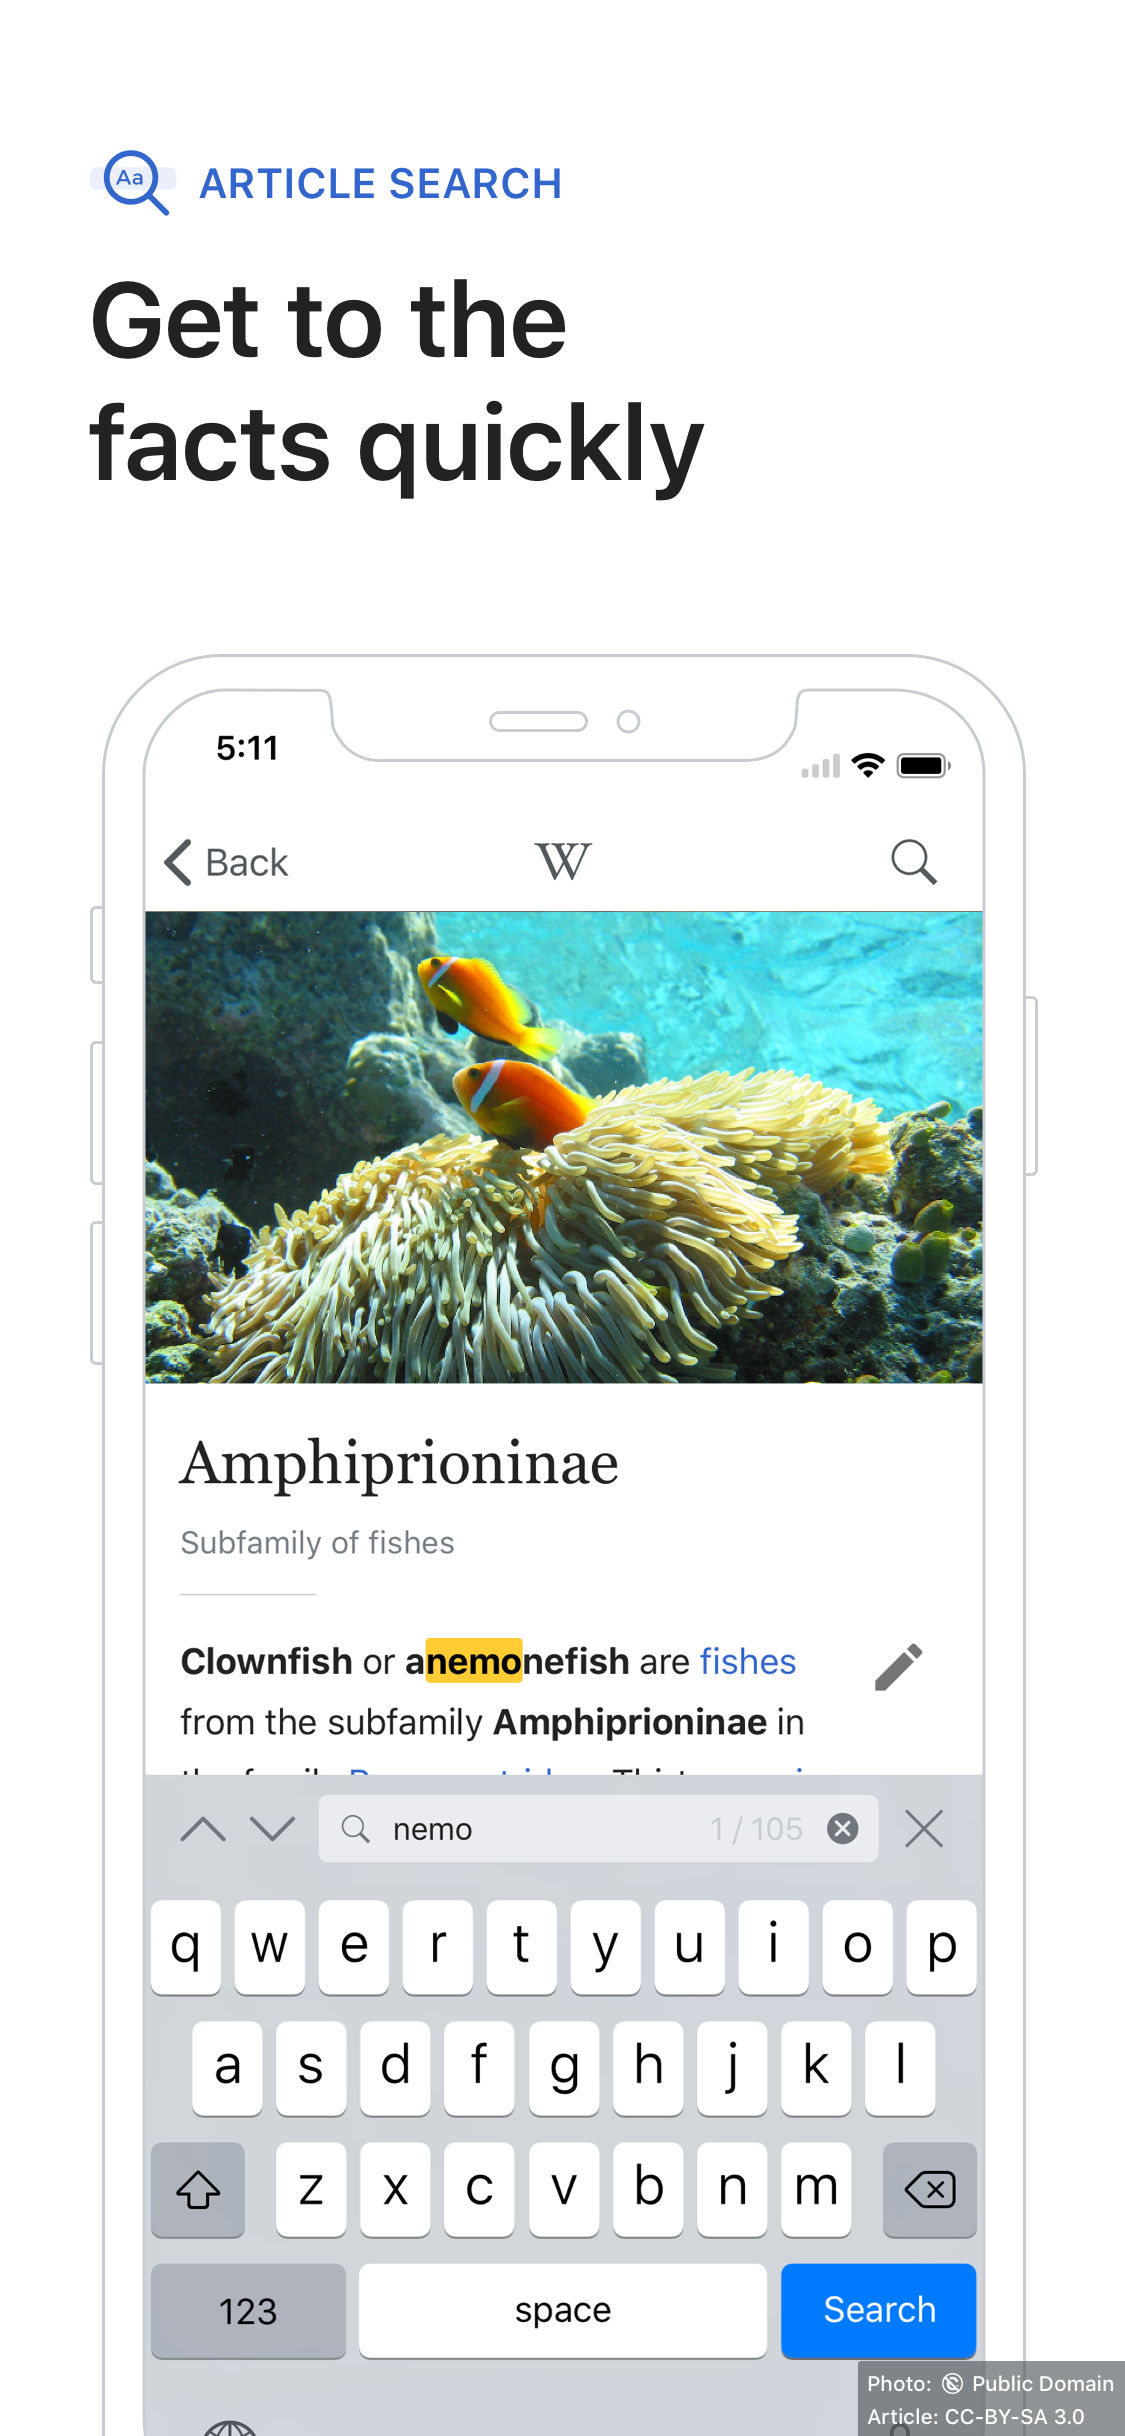 Aa ARTICLE SEARCH
Get to the
facts quickly
5:11
Back
W
Amphiprioninae
Subfamily of fishes
Clownfish or anemonefish are fishes
from the subfamily Amphiprioninae in
nemo 1 / 105
q w e r t y u i o p
a s d f g h j k l
z x c v b n m
123 space Search
Photo: Public Domain
Article: CC-BY-SA 3.0